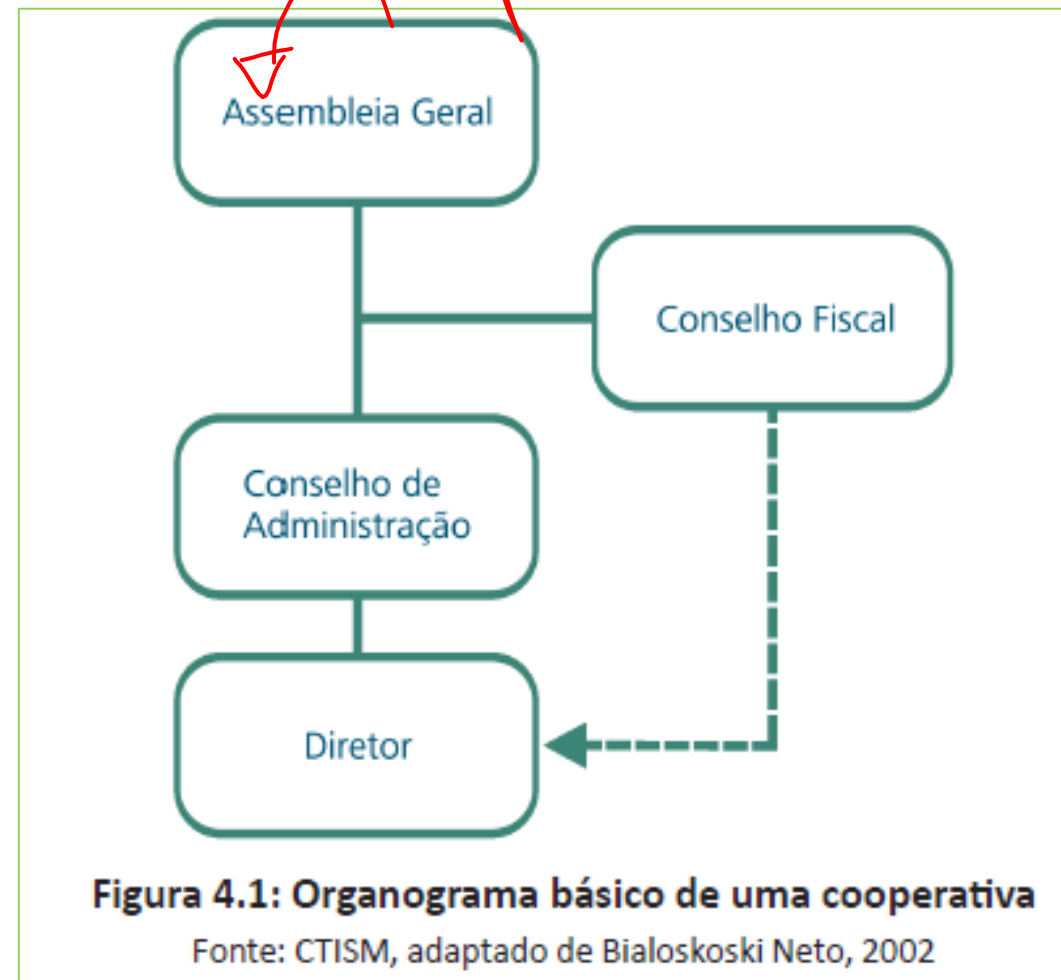 Assembleia Geral
Conselho Fiscal
Conselho de
Administração
Diretor
Figura 4.1: Organograma básico de uma cooperativa
Fonte: CTISM, adaptado de Bialoskoski Neto, 2002